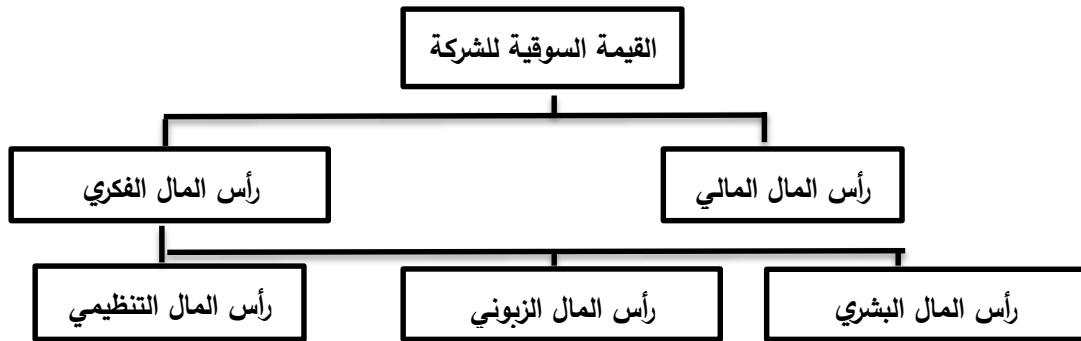 القيمة السوقية للشركة
رأس المال المالي
رأس المال الفكري
رأس المال البشري
رأس المال الزبوني
رأس المال التنظيمي